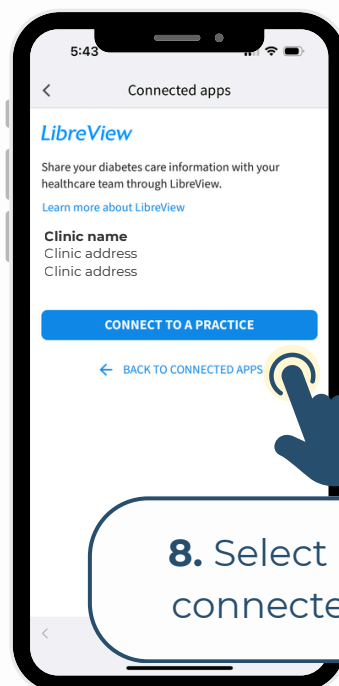 5:43
Connected apps
LibreView
Share your diabetes care information with your
healthcare team through LibreView.
Learn more about LibreView
Clinic name
Clinic address
Clinic address
CONNECT TO A PRACTICE
BACK TO CONNECTED APPS
8. Select